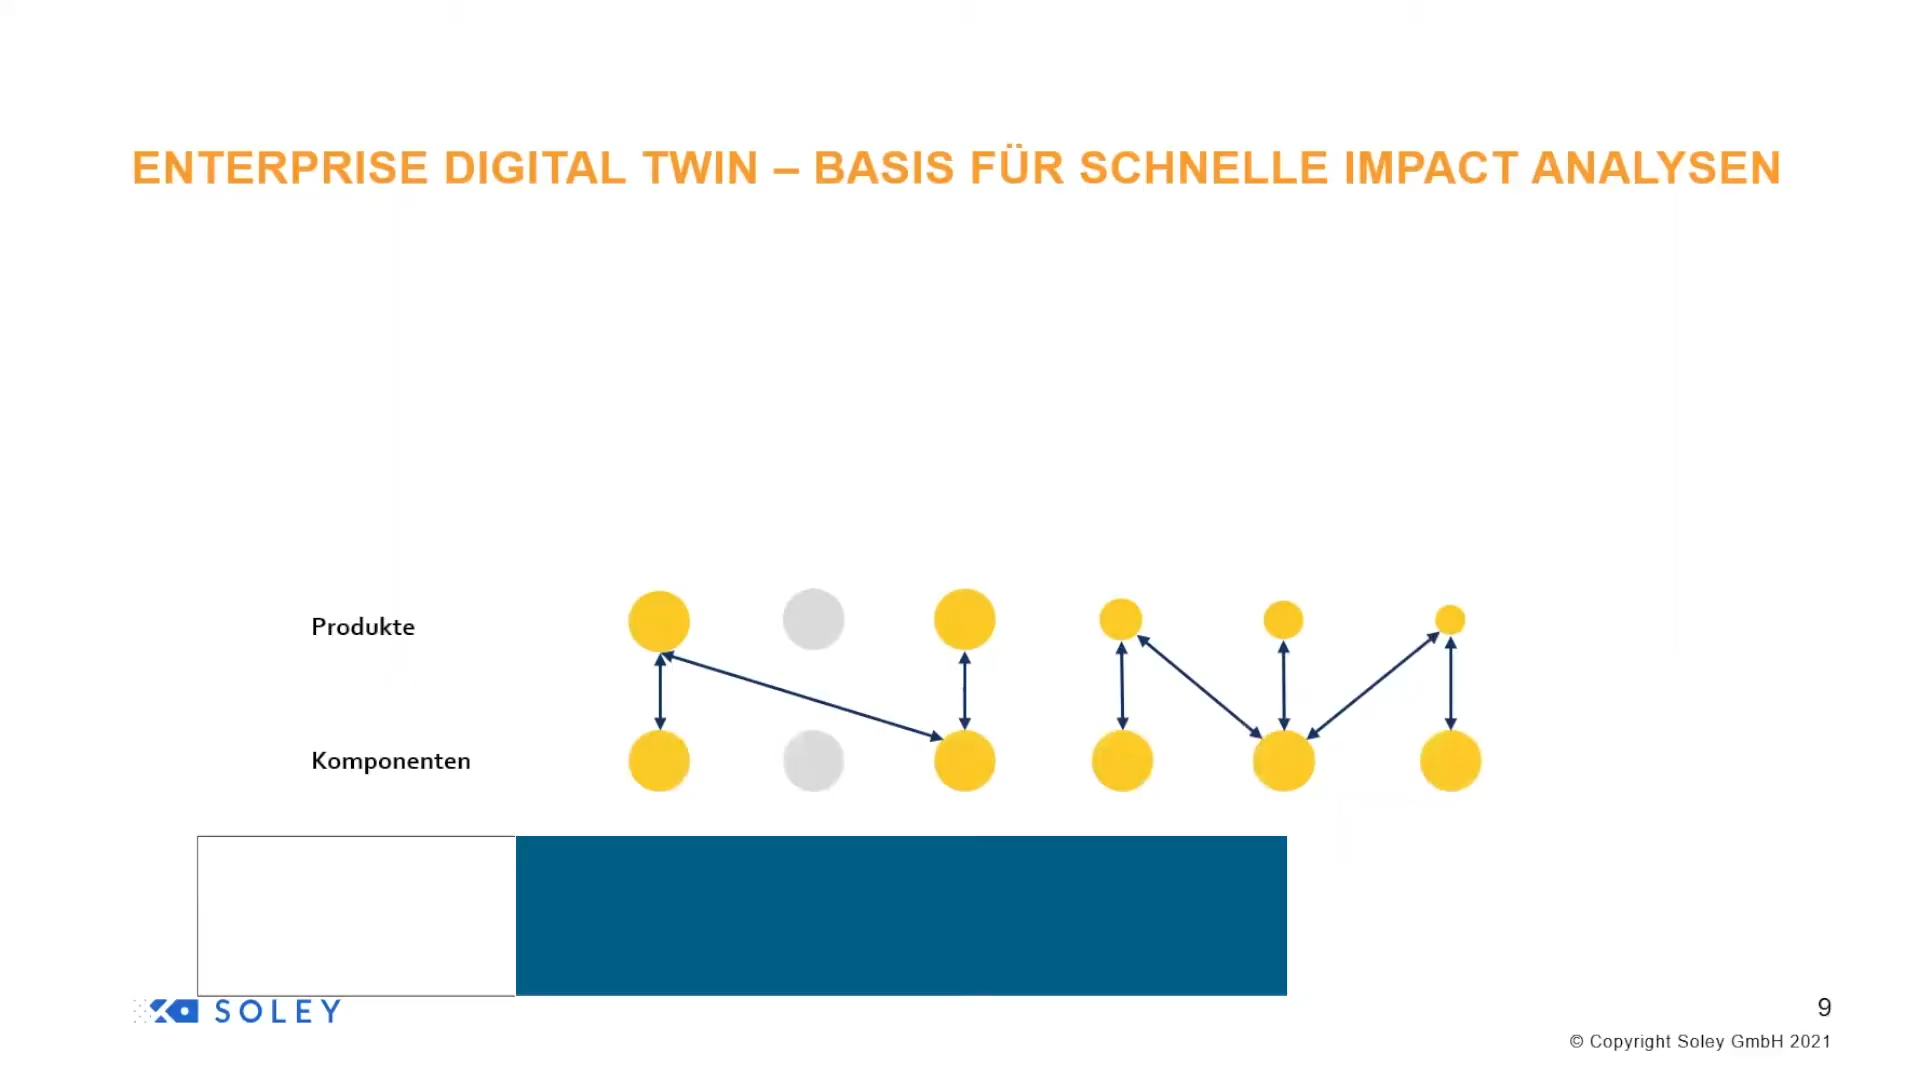 ENTERPRISE DIGITAL TWIN – BASIS FÜR SCHNELLE IMPACT ANALYSEN
Produkte
Komponenten
SOLEY
9
© Copyright Soley GmbH 2021